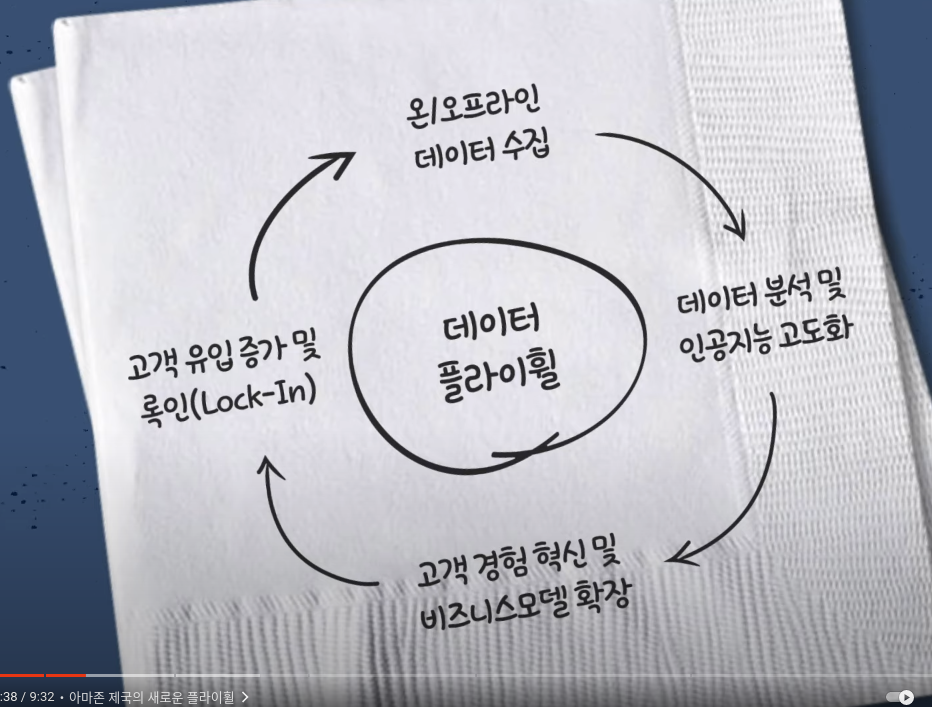 온/오프라인
데이터 수집
데이터 분석 및
인공지능 고도화
고객 경험 혁신 및
비즈니스모델 확장
고객 유입 증가 및
록인(Lock-In)
데이터
플라이휠
:38 / 9:32 • 아마존 제국의 새로운 플라이휠 >